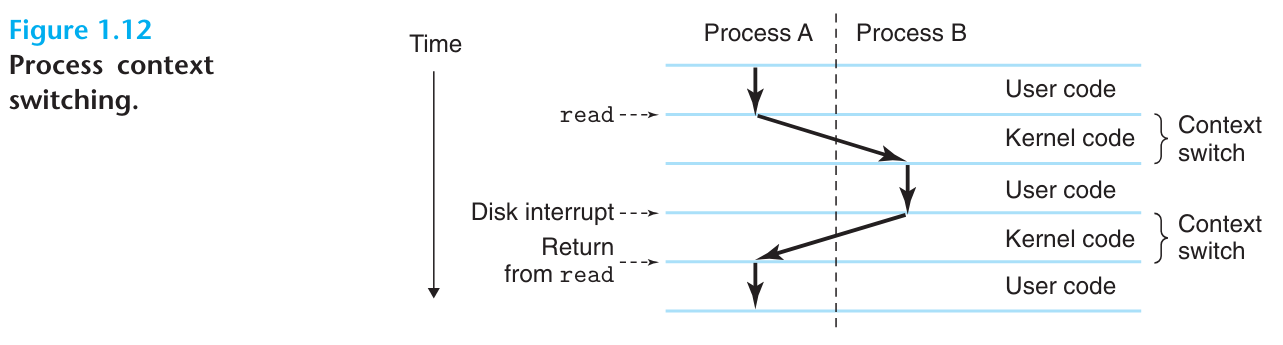 Figure 1.12
Process context
switching.
Time
Process A
Process B
User code
read
Kernel code
Context
switch
User code
Disk interrupt
Kernel code
Context
switch
Return
from read
User code